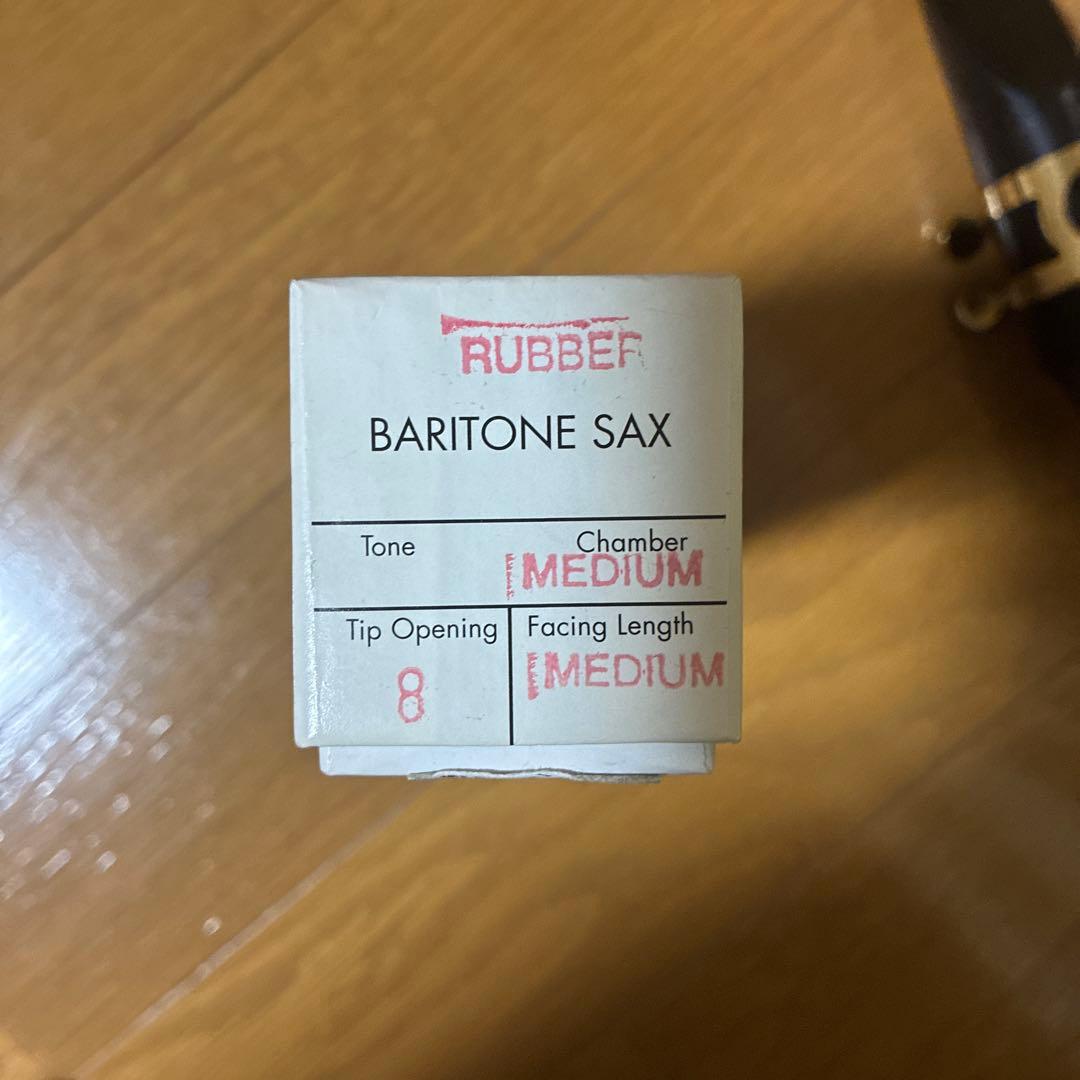 RUBBER
BARITONE SAX
Tone Chamber
MEDIUM
Tip Opening Facing Length
8 MEDIUM